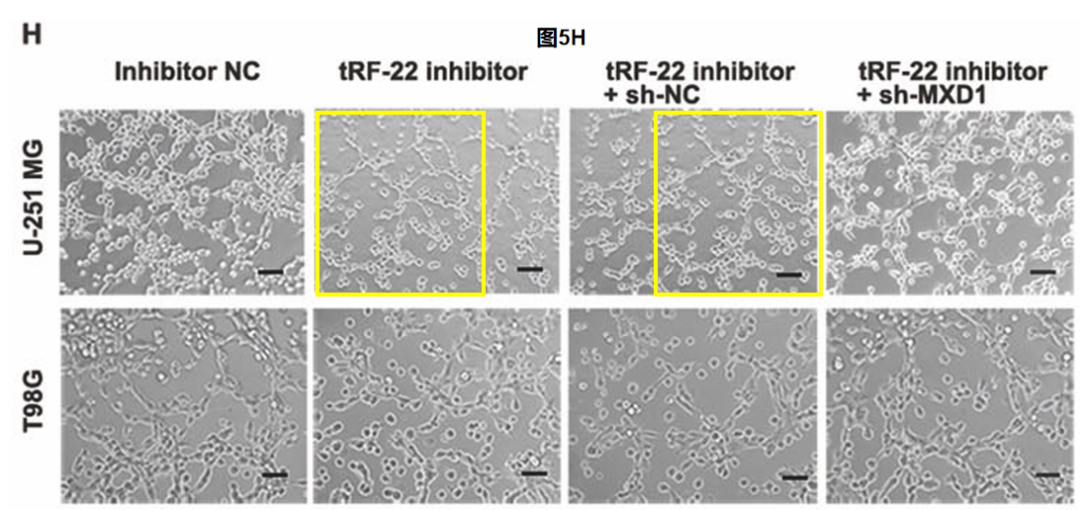 H
图5H
Inhibitor NC
tRF-22 inhibitor
tRF-22 inhibitor
+ sh-NC
tRF-22 inhibitor
+ sh-MXD1
U-251 MG
T98G